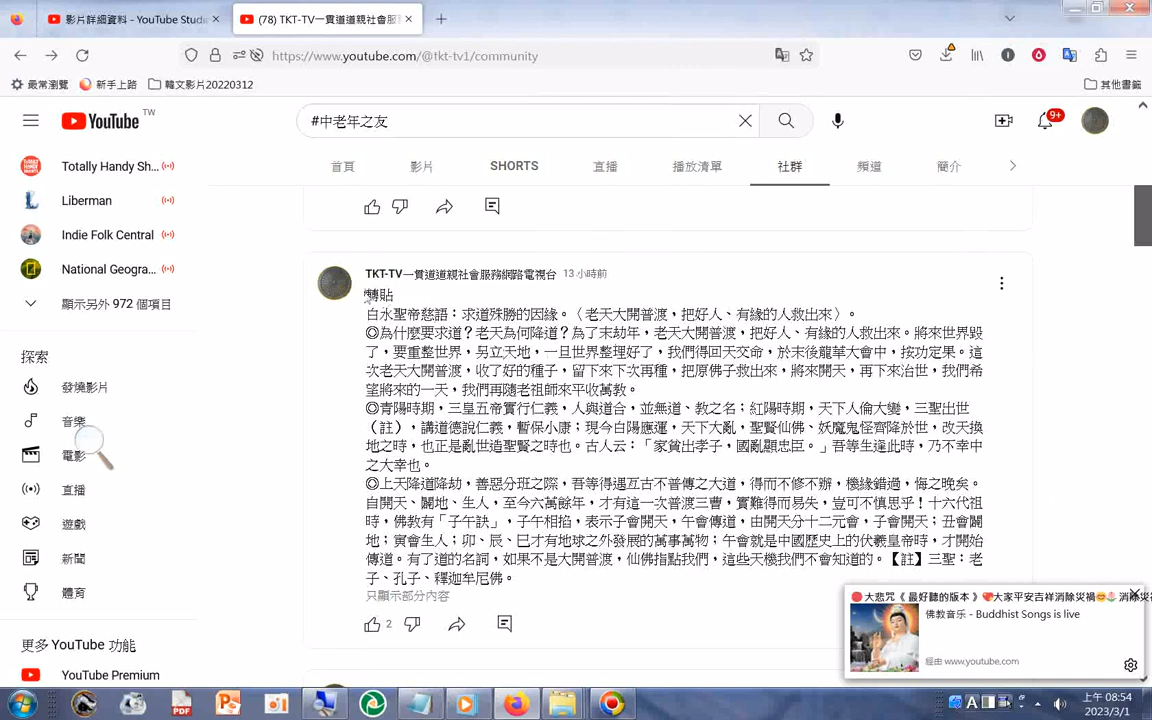 影片詳細資料 - YouTube Studi
(78) TKT-TV一貫道道親社會服
https://www.youtube.com/@tkt-tv1/community
最常瀏覽
新手上路
韓文影片20220312
其他書籤
YouTube TW
#中老年之友
9+
Totally Handy Sh...
Liberman
Indie Folk Central
National Geogra...
顯示另外 972 個項目
探索
發燒影片
音樂
電影
直播
遊戲
新聞
體育
更多 YouTube 功能
YouTube Premium
首頁
影片
SHORTS
直播
播放清單
社群
頻道
簡介
TKT-TV一貫道道親社會服務網路電視台 13 小時前
轉貼
白水聖帝慈語：求道殊勝的因緣。〈老天大開普渡，把好人、有緣的人救出來〉。
◎為什麼要求道？老天為何降道？為了末劫年，老天大開普渡，把好人、有緣的人救出來。將來世界毀
了，要重整世界，另立天地，一旦世界整理好了，我們得回天交命，於末後龍華大會中，按功定果。這
次老天大開普渡，收了好的種子，留下來下次再種，把原佛子救出來，將來開天，再下來治世，我們希
望將來的一天，我們再隨老祖師來平收萬教。
◎青陽時期，三皇五帝實行仁義，人與道合，並無道、教之名；紅陽時期，天下人倫大變，三聖出世
（註），講道德說仁義，暫保小康；現今白陽應運，天下大亂，聖賢仙佛、妖魔鬼怪齊降於世，改天換
地之時，也正是亂世造聖賢之時也。古人云：「家貧出孝子，國亂顯忠臣。」吾等生逢此時，乃不幸中
之大幸也。
◎上天降道降劫，善惡分班之際，吾等得遇亙古不普傳之大道，得而不修不辦，機緣錯過，悔之晚矣。
自開天、闢地、生人，至今六萬餘年，才有這一次普渡三曹，實難得而易失，豈可不慎思乎！十六代祖
時，佛教有「子午訣」，子午相掐，表示子會開天，午會傳道，由開天分十二元會，子會開天；丑會闢
地；寅會生人；卯、辰、巳才有地球之外發展的萬事萬物；午會就是中國歷史上的伏羲皇帝時，才開始
傳道。有了道的名詞，如果不是大開普渡，仙佛指點我們，這些天機我們不會知道的。【註】三聖：老
子、孔子、釋迦牟尼佛。
只顯示部分內容
2
大悲咒《 最好聽的版本 》大家平安吉祥消除災禍 消除災
佛教音乐 - Buddhist Songs is live
經由 www.youtube.com
PDF
A
上午 08:54
2023/3/1